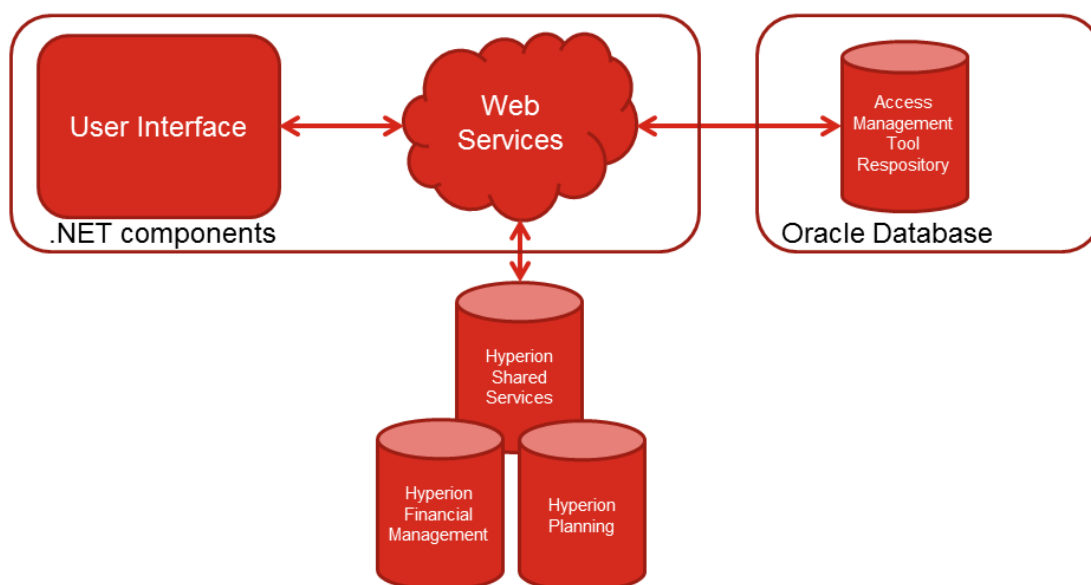 User Interface
Web
Services
Access
Management
Tool
Respository
.NET components
Oracle Database
Hyperion
Shared
Services
Hyperion
Financial
Management
Hyperion
Planning